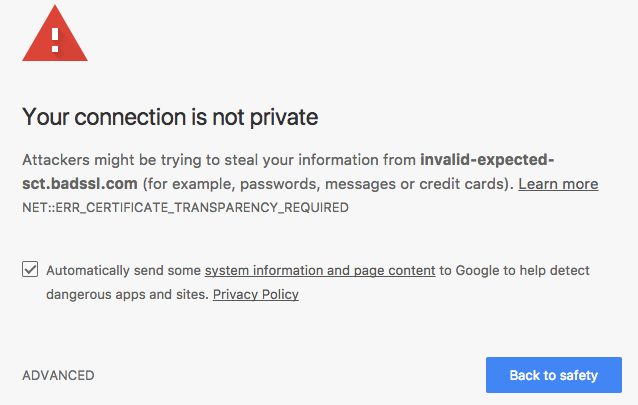 Your connection is not private
Attackers might be trying to steal your information from invalid-expected-
sct.badssl.com (for example, passwords, messages or credit cards). Learn more
NET::ERR_CERTIFICATE_TRANSPARENCY_REQUIRED
Automatically send some system information and page content to Google to help detect
dangerous apps and sites. Privacy Policy
ADVANCED
Back to safety